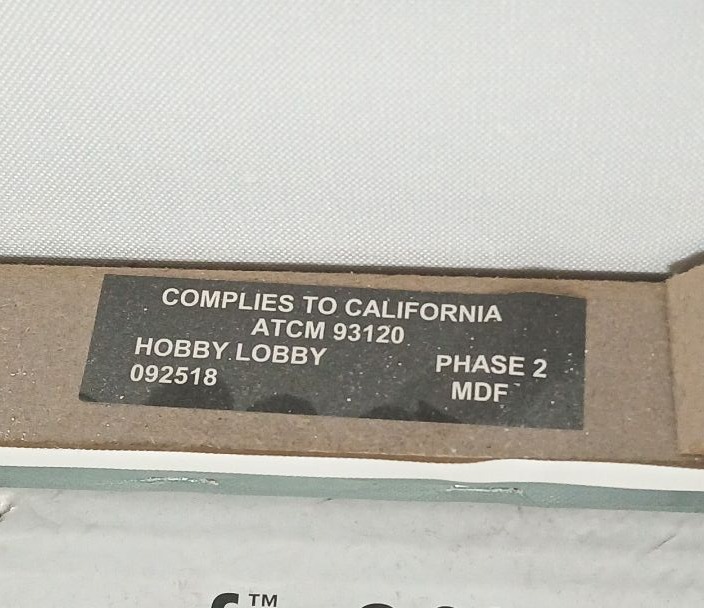 COMPLIES TO CALIFORNIA
ATCM 93120
HOBBY LOBBY
PHASE 2
092518
MDF
TM